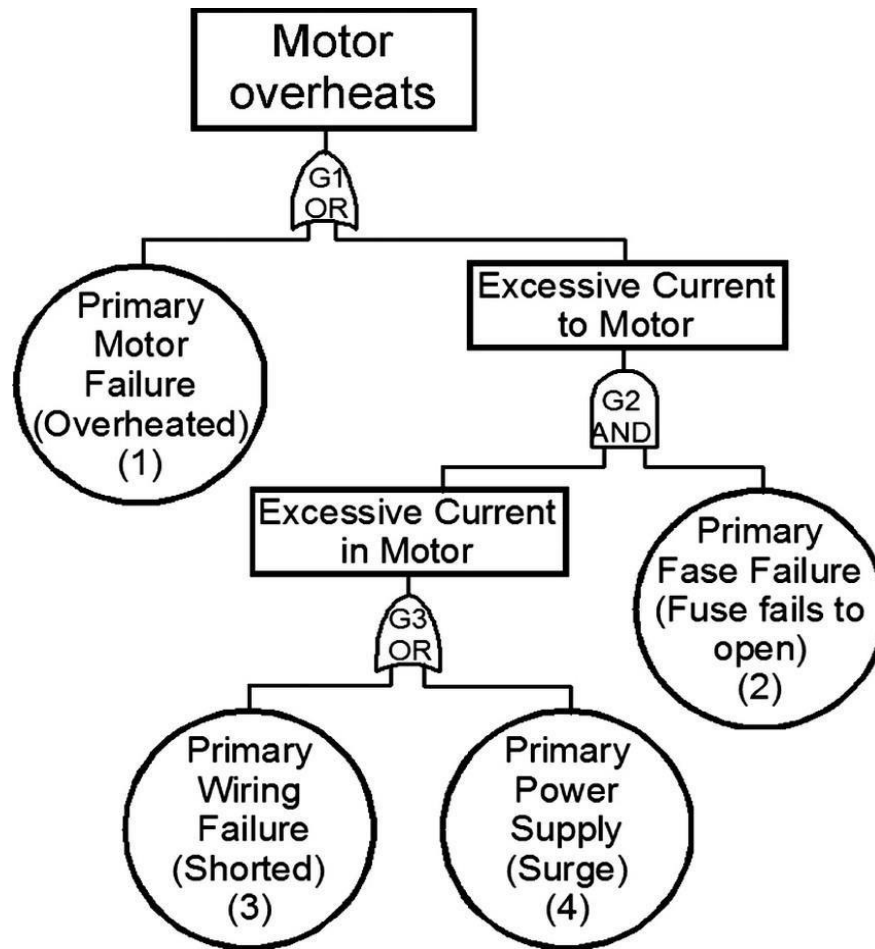 Motor
overheats
G1
OR
Primary
Motor
Failure
(Overheated)
(1)
Excessive Current
to Motor
G2
AND
Excessive Current
in Motor
Primary
Fase Failure
(Fuse fails to
open)
(2)
G3
OR
Primary
Wiring
Failure
(Shorted)
(3)
Primary
Power
Supply
(Surge)
(4)